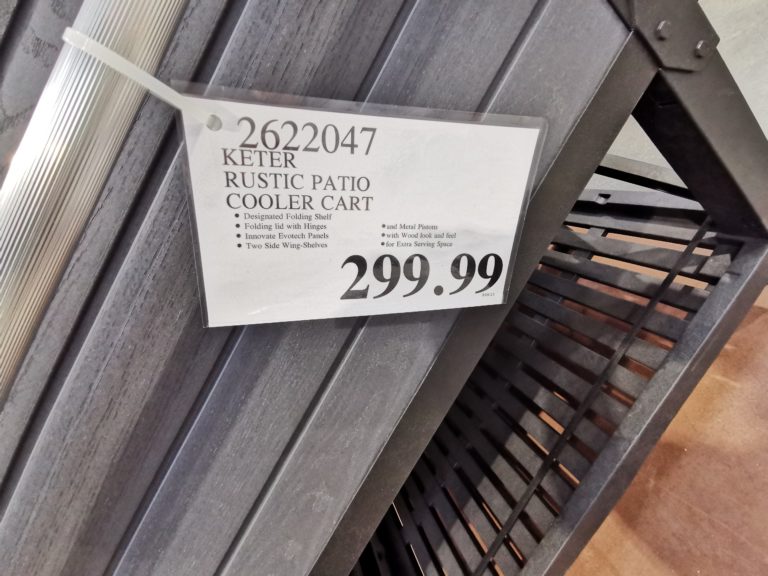 2622047
KETER
RUSTIC PATIO
COOLER CART
• Designated Folding Shelf
• Folding lid with Hinges • and Metal Pistons
• Innovate Evotech Panels • with Wood look and feel
• Two Side Wing-Shelves • for Extra Serving Space
299.99